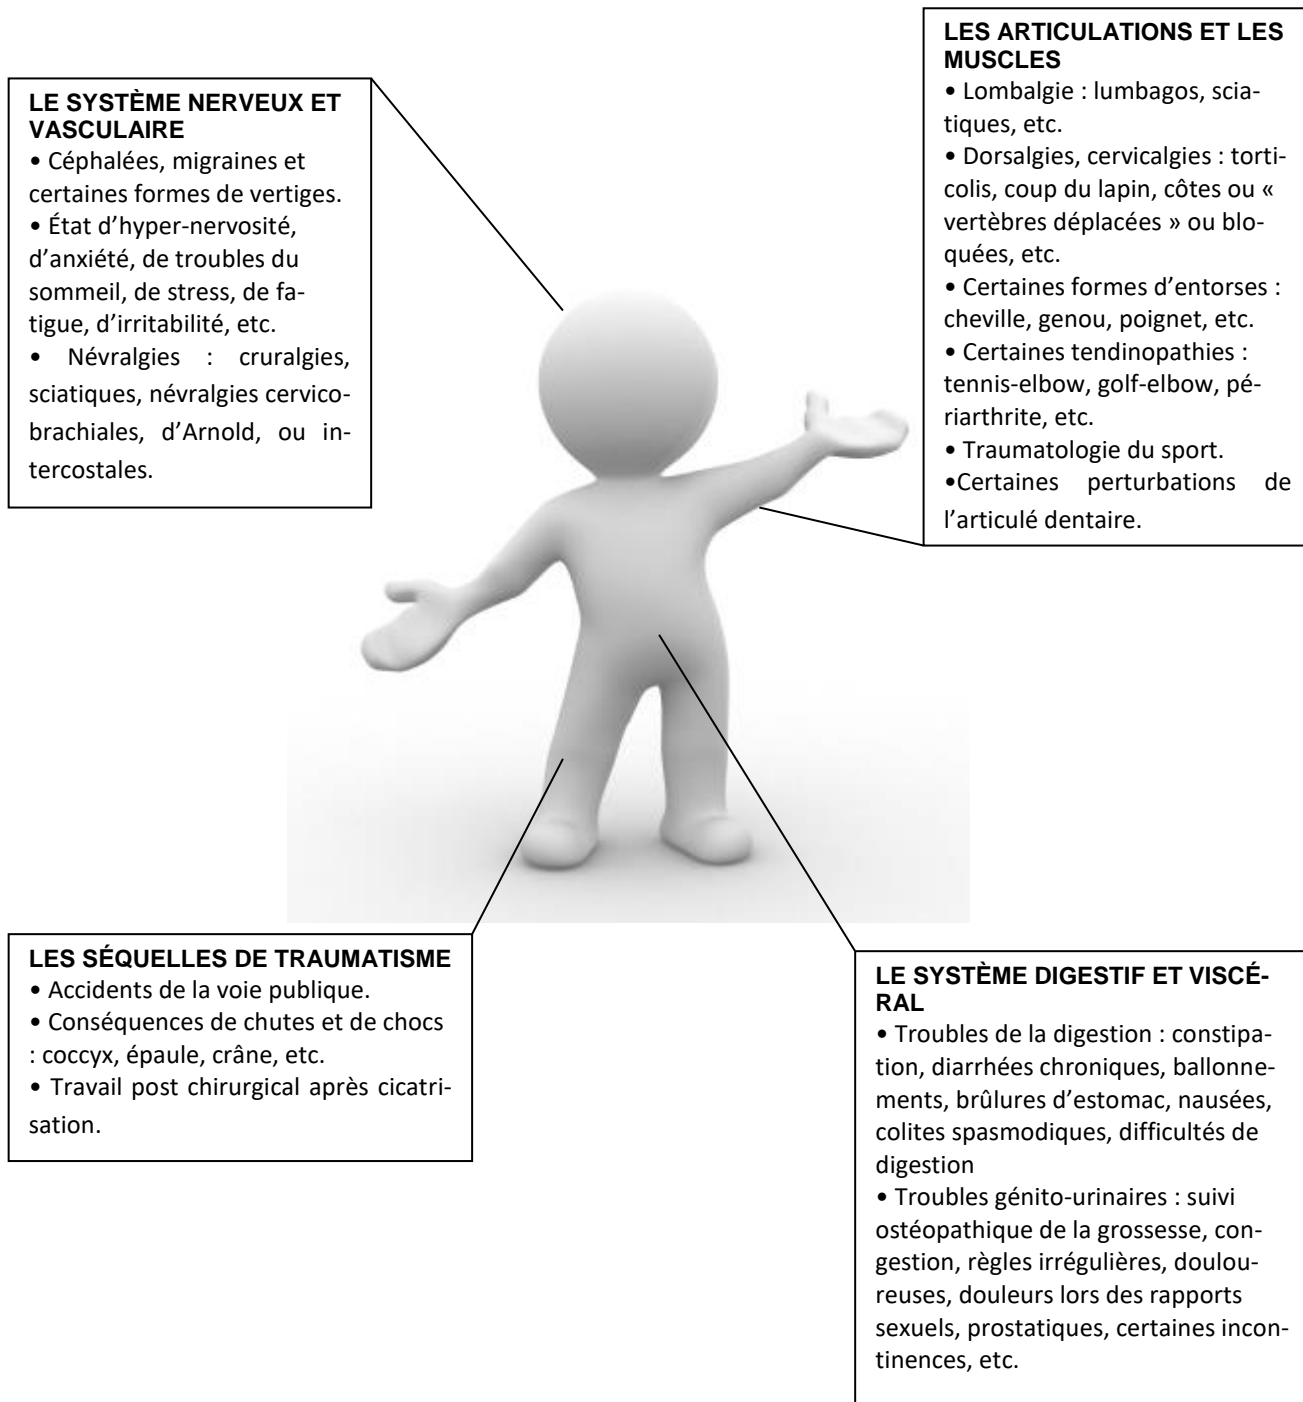 LE SYSTÈME NERVEUX ET
VASCULAIRE
• Céphalées, migraines et
certaines formes de vertiges.
• État d’hyper-nervosité,
d’anxiété, de troubles du
sommeil, de stress, de fa-
tigue, d’irritabilité, etc.
• Névralgies : cruralgies,
sciatiques, névralgies cervico-
brachiales, d’Arnold, ou in-
tercostales.
LES ARTICULATIONS ET LES
MUSCLES
• Lombalgie : lumbagos, scia-
tiques, etc.
• Dorsalgies, cervicalgies : torti-
colis, coup du lapin, côtes ou «
vertèbres déplacées » ou blo-
quées, etc.
• Certaines formes d’entorses :
cheville, genou, poignet, etc.
• Certaines tendinopathies :
tennis-elbow, golf-elbow, pé-
riarthrite, etc.
• Traumatologie du sport.
•Certaines perturbations de
l’articulé dentaire.
LES SÉQUELLES DE TRAUMATISME
• Accidents de la voie publique.
• Conséquences de chutes et de chocs
: coccyx, épaule, crâne, etc.
• Travail post chirurgical après cicatri-
sation.
LE SYSTÈME DIGESTIF ET VISCÉ-
RAL
• Troubles de la digestion : constipa-
tion, diarrhées chroniques, ballonne-
ments, brûlures d’estomac, nausées,
colites spasmodiques, difficultés de
digestion
• Troubles génito-urinaires : suivi
ostéopathique de la grossesse, con-
gestion, règles irrégulières, doulou-
reuses, douleurs lors des rapports
sexuels, prostatiques, certaines incon-
tinences, etc.